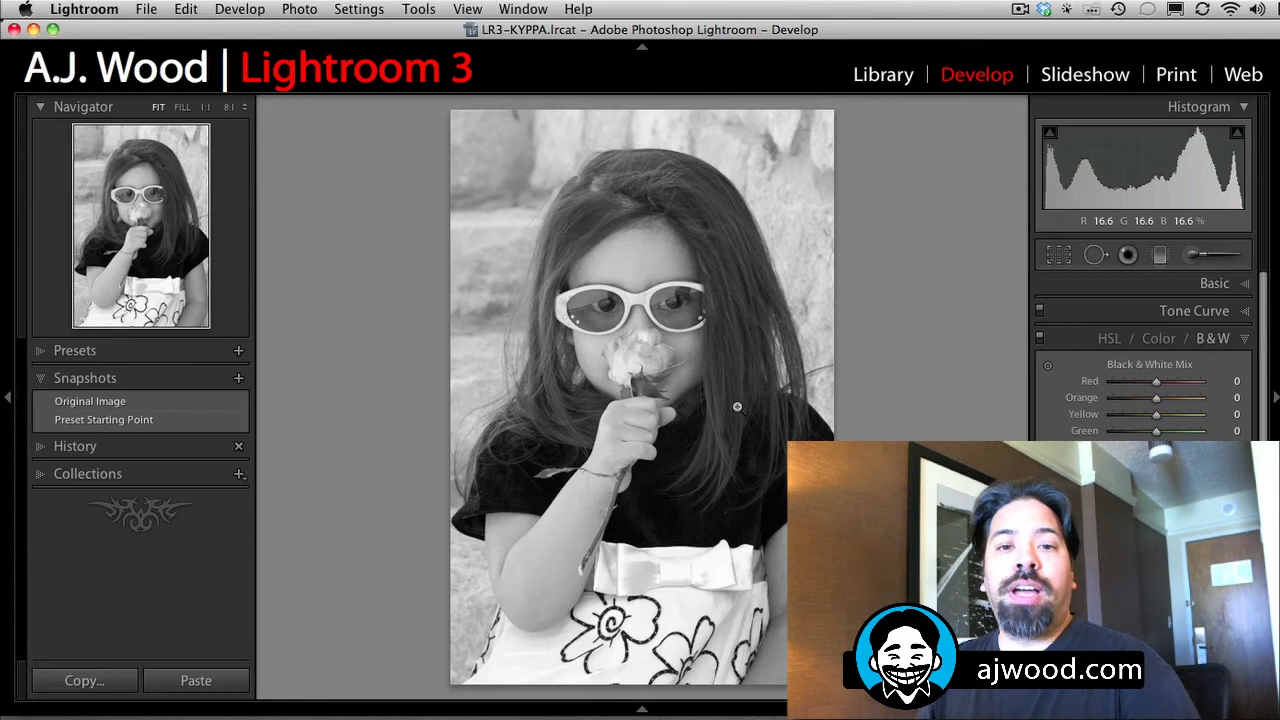 Lightroom File Edit Develop Photo Settings Tools View Window Help
LR3-KYPPA.lrcat - Adobe Photoshop Lightroom - Develop
A.J. Wood | Lightroom 3
Library | Develop | Slideshow | Print | Web
Navigator FIT FILL 1:1 8:1
Histogram
R 16.6 G 16.6 B 16.6 %
Basic
Tone Curve
HSL / Color / B & W
Black & White Mix
Red 0
Orange 0
Yellow 0
Green 0
Presets
Snapshots
Original Image
Preset Starting Point
History
Collections
Copy...
Paste
ajwood.com